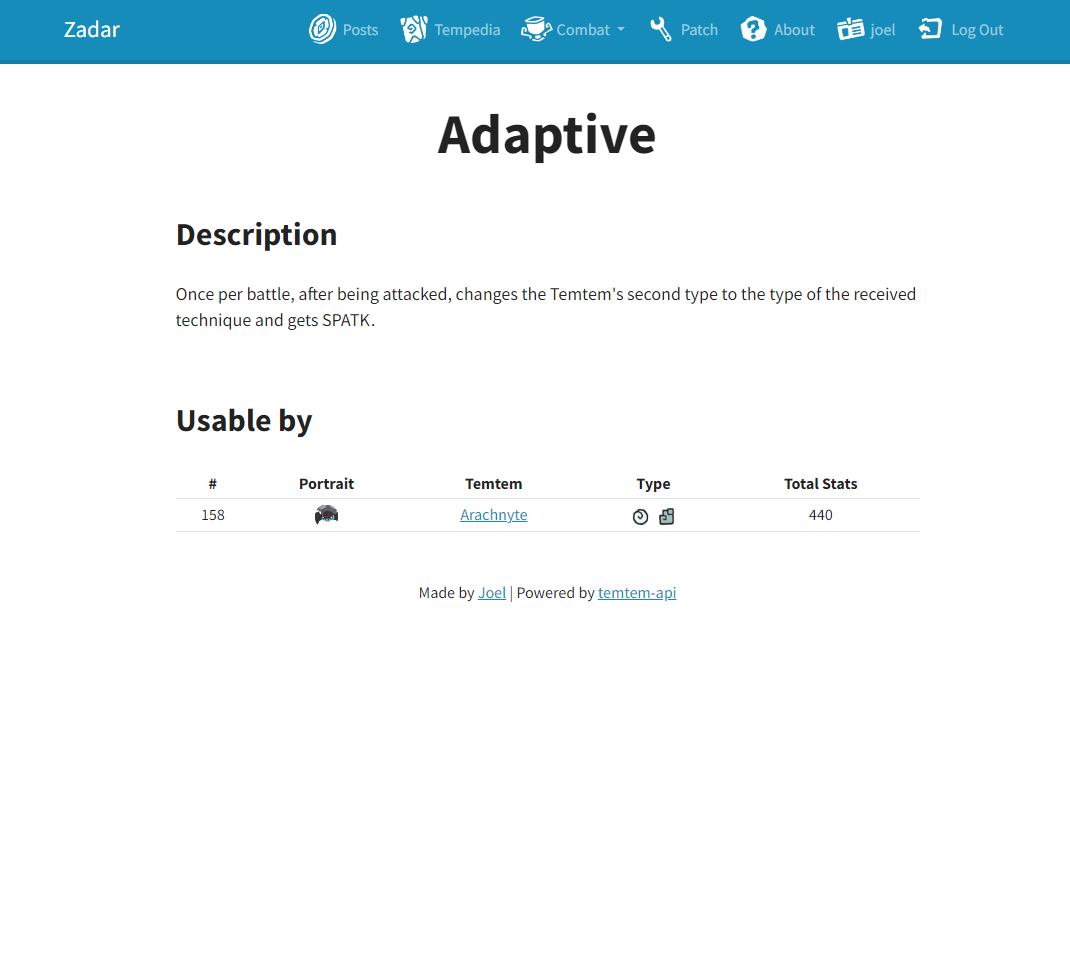 Zadar Posts Tempedia Combat Patch About joel Log Out
Adaptive
Description
Once per battle, after being attacked, changes the Temtem's second type to the type of the received
technique and gets SPATK.
Usable by
# Portrait Temtem Type Total Stats
158 Arachnyte 440
Made by Joel | Powered by temtem-api